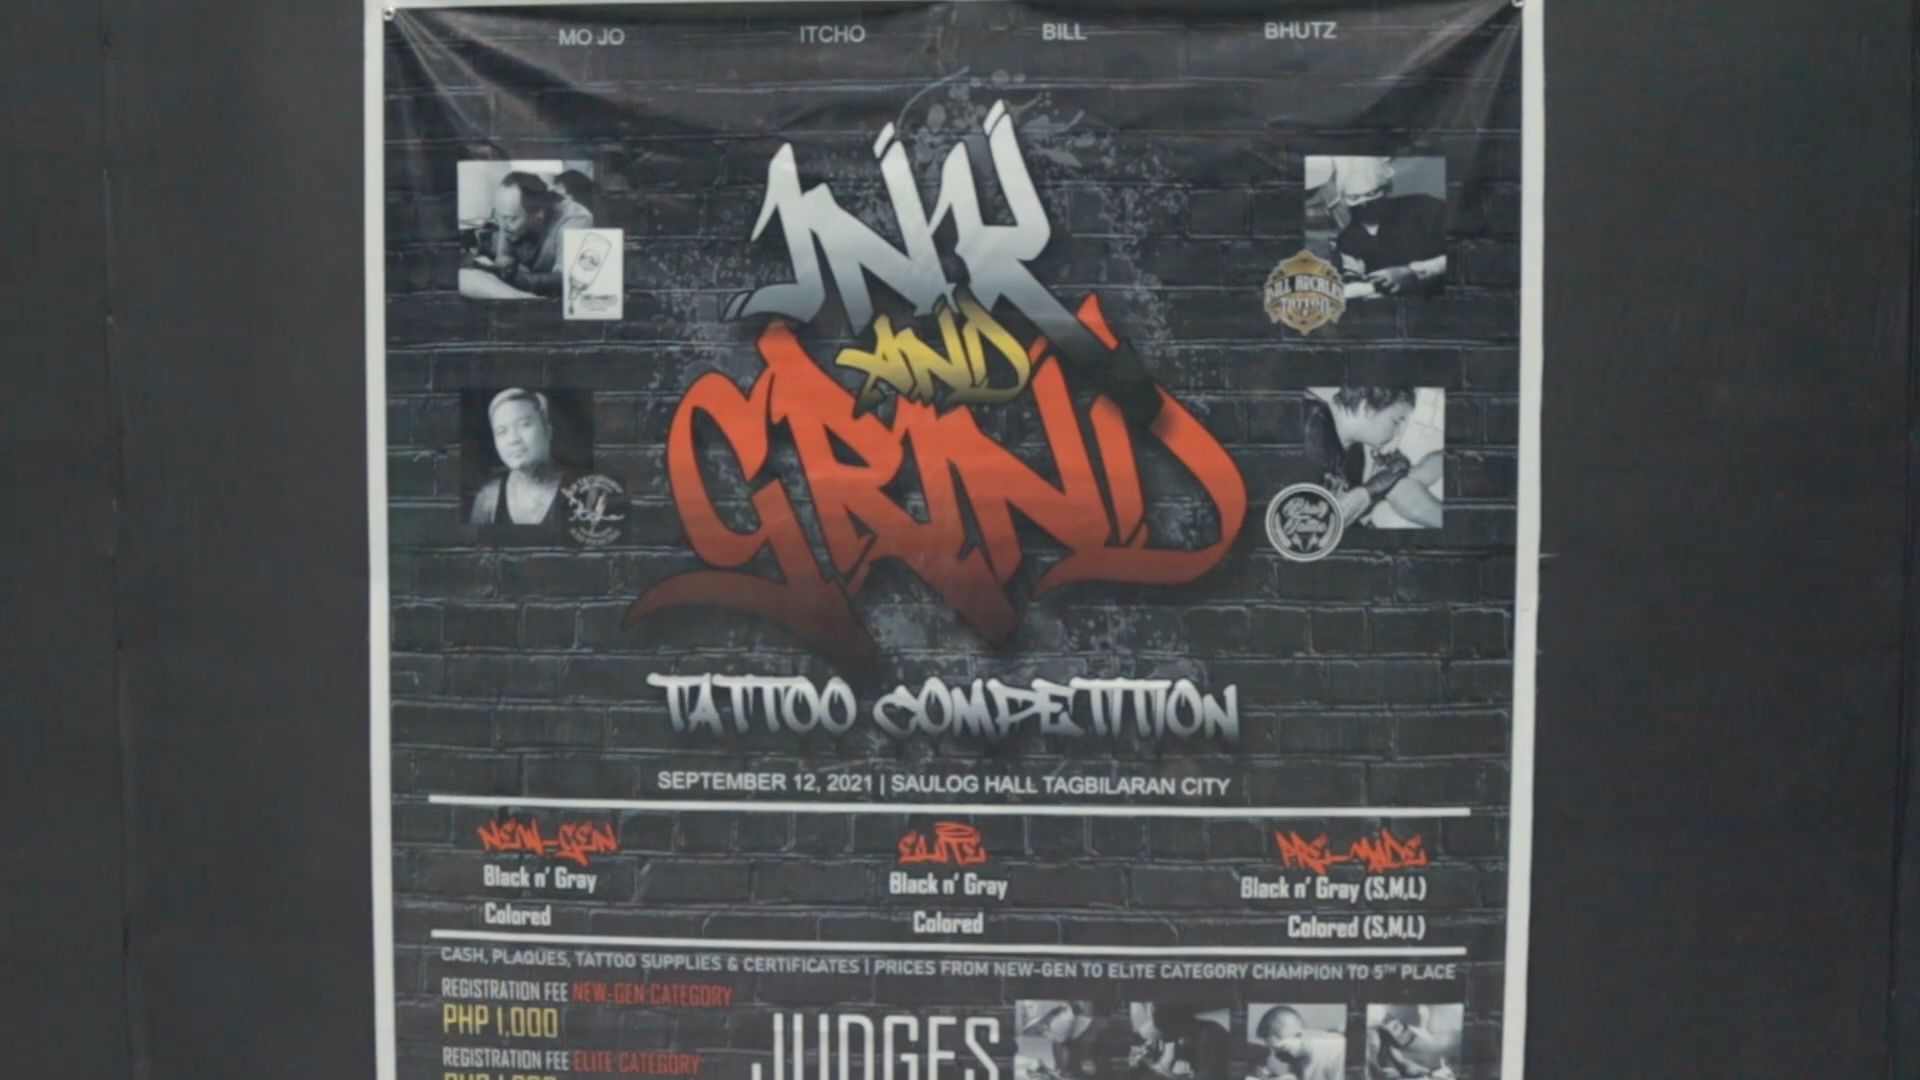 MO JO ITCHO BILL BHUTZ
INK
AND
GRIND
TATTOO COMPETITION
SEPTEMBER 12, 2021 | SAULOG HALL TAGBILARAN CITY
NEW-GEN ELITE PRE-MADE
Black n' Gray Black n' Gray Black n' Gray (S,M,L)
Colored Colored Colored (S,M,L)
CASH, PLAQUES, TATTOO SUPPLIES & CERTIFICATES | PRICES FROM NEW-GEN TO ELITE CATEGORY CHAMPION TO 5TH PLACE
REGISTRATION FEE NEW-GEN CATEGORY
PHP 1,000
JUDGES
REGISTRATION FEE ELITE CATEGORY